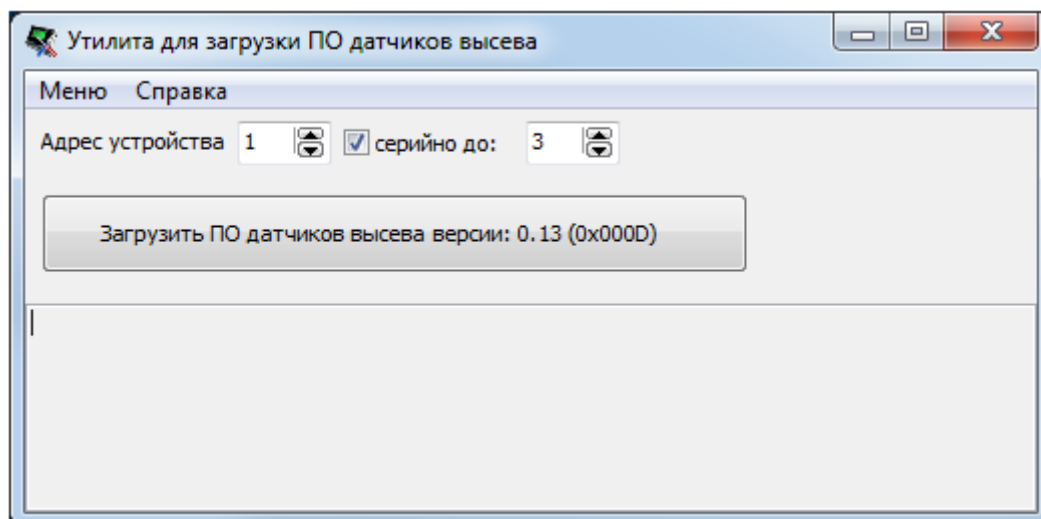 Утилита для загрузки ПО датчиков высева
Меню Справка
Адрес устройства 1 серийно до: 3
Загрузить ПО датчиков высева версии: 0.13 (0x000D)